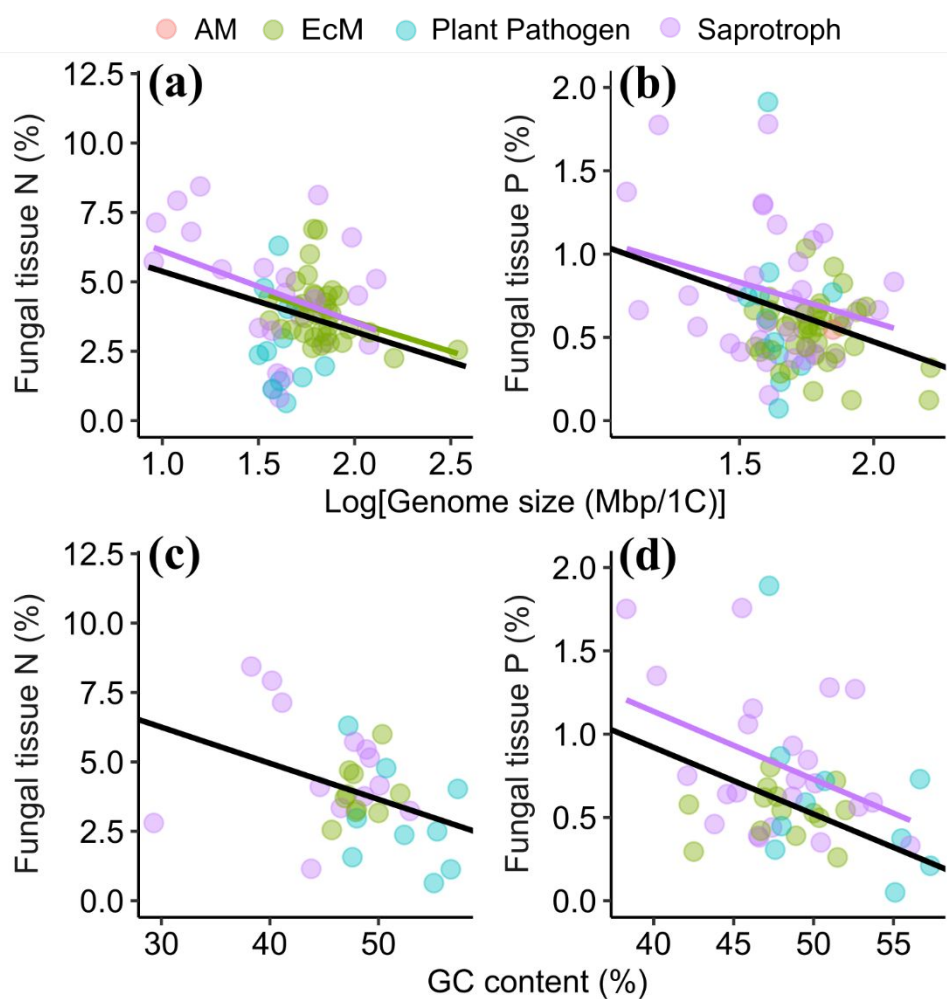 AM EcM Plant Pathogen Saprotroph
(a)
Fungal tissue N (%)
12.5
10.0
7.5
5.0
2.5
0.0
1.0 1.5 2.0 2.5
(b)
Fungal tissue P (%)
2.0
1.5
1.0
0.5
0.0
1.5 2.0
Log[Genome size (Mbp/1C)]
(c)
Fungal tissue N (%)
12.5
10.0
7.5
5.0
2.5
0.0
30 40 50
(d)
Fungal tissue P (%)
2.0
1.5
1.0
0.5
0.0
40 45 50 55
GC content (%)